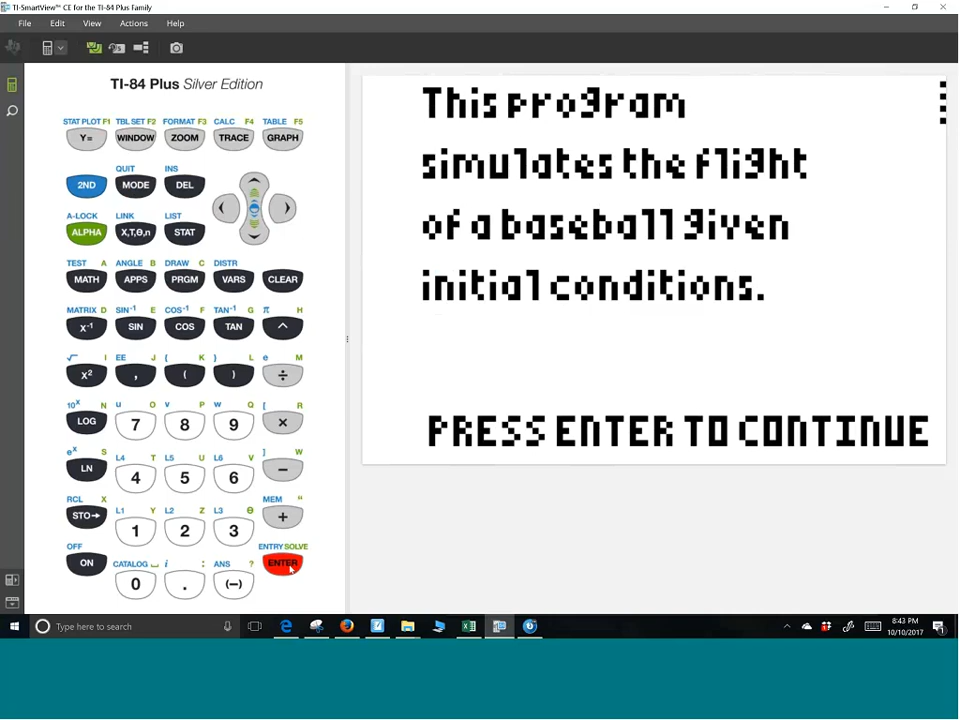 TI-SmartView™ CE for the TI-84 Plus Family
File Edit View Actions Help
TI-84 Plus Silver Edition
STAT PLOT F1 TBL SET F2 FORMAT F3 CALC F4 TABLE F5
Y= WINDOW ZOOM TRACE GRAPH
QUIT INS
2ND MODE DEL
A-LOCK LINK LIST
ALPHA X,T,Θ,n STAT
TEST A ANGLE B DRAW C DISTR
MATH APPS PRGM VARS CLEAR
MATRIX D SIN⁻¹ E COS⁻¹ F TAN⁻¹ G π H
x⁻¹ SIN COS TAN ^
√ I EE J { K } L e M
x² , ( ) ÷
10ˣ N u O v P w Q [ R
LOG 7 8 9 ×
eˣ S L4 T L5 U L6 V ] W
LN 4 5 6 −
RCL X L1 Y L2 Z L3 θ MEM "
STO→ 1 2 3 +
OFF CATALOG ⎵ i : ANS ? ENTRY SOLVE
ON 0 . (−) ENTER
This program
simulates the flight
of a baseball given
initial conditions.
PRESS ENTER TO CONTINUE
Type here to search
8:43 PM
10/10/2017